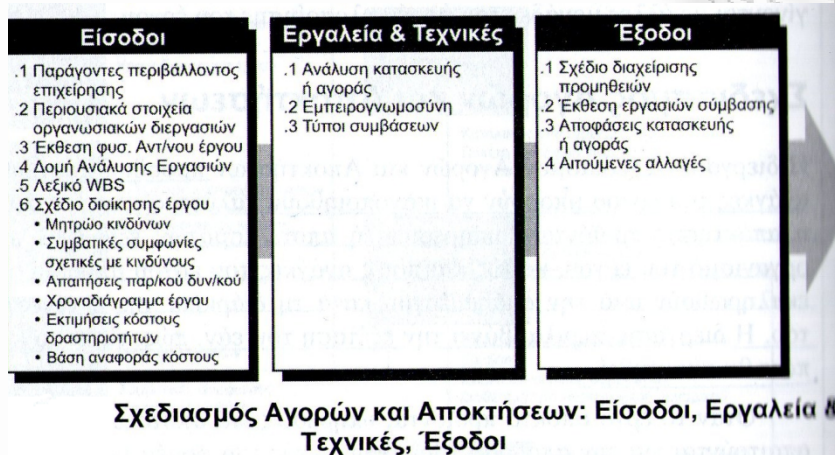 Είσοδοι
.1 Παράγοντες περιβάλλοντος
επιχείρησης
.2 Περιουσιακά στοιχεία
οργανωσιακών διεργασιών
.3 Έκθεση φυσ. Αντ/νου έργου
.4 Δομή Ανάλυσης Εργασιών
.5 Λεξικό WBS
.6 Σχέδιο διοίκησης έργου
• Μητρώο κινδύνων
• Συμβατικές συμφωνίες
σχετικές με κινδύνους
• Απαιτήσεις παρ/κού δυν/κού
• Χρονοδιάγραμμα έργου
• Εκτιμήσεις κόστους
δραστηριοτήτων
• Βάση αναφοράς κόστους
Εργαλεία & Τεχνικές
.1 Ανάλυση κατασκευής
ή αγοράς
.2 Εμπειρογνωμοσύνη
.3 Τύποι συμβάσεων
Έξοδοι
.1 Σχέδιο διαχείρισης
προμηθειών
.2 Έκθεση εργασιών σύμβασης
.3 Αποφάσεις κατασκευής
ή αγοράς
.4 Αιτούμενες αλλαγές
Σχεδιασμός Αγορών και Αποκτήσεων: Είσοδοι, Εργαλεία &
Τεχνικές, Έξοδοι